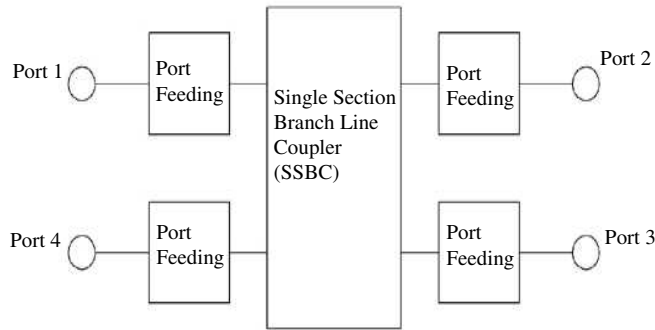 Port 1
Port
Feeding
Single Section
Branch Line
Coupler
(SSBC)
Port
Feeding
Port 2
Port 4
Port
Feeding
Port
Feeding
Port 3